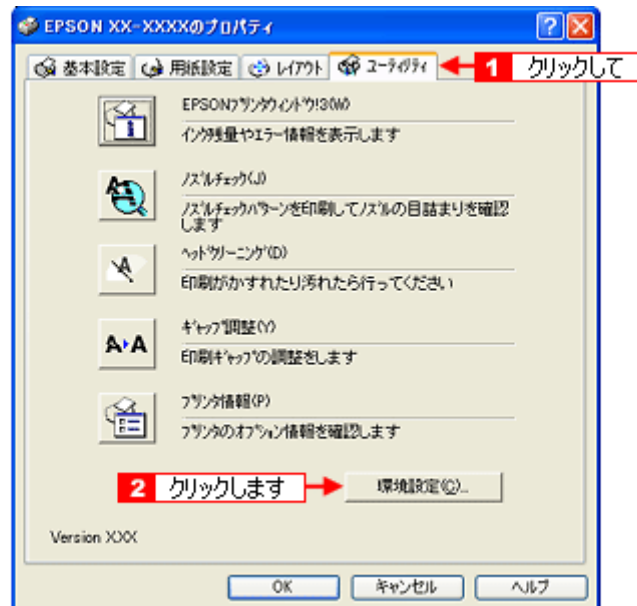 EPSON XX-XXXXのプロパティ
基本設定 用紙設定 レイアウト ユーティリティ 1 クリックして
EPSONプリンタウィンドウ!3(W)
インク残量やエラー情報を表示します
ノズルチェック(J)
ノズルチェックパターンを印刷してノズルの目詰まりを確認
します
ヘッドクリーニング(D)
印刷がかすれたり汚れたら行ってください
ギャップ調整(Y)
印刷ギャップの調整をします
プリンタ情報(P)
プリンタのオプション情報を確認します
2 クリックします 環境設定(C)...
Version XXX
OK キャンセル ヘルプ